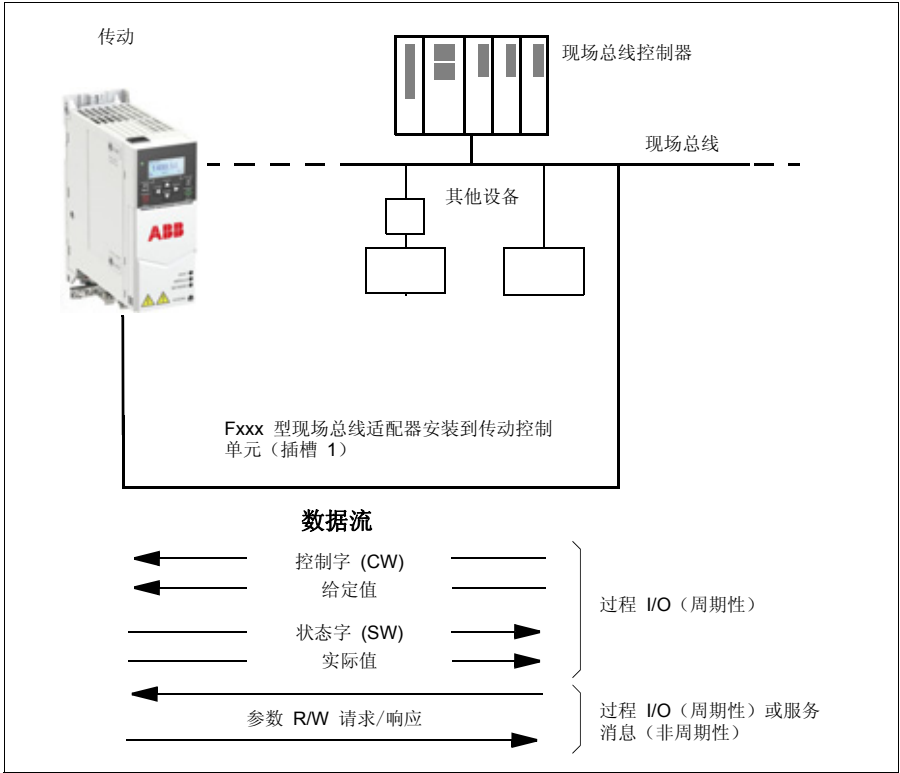 传动
现场总线控制器
现场总线
其他设备
ABB
Fxxx 型现场总线适配器安装到传动控制
单元（插槽 1）
数据流
控制字 (CW)
给定值
过程 I/O（周期性）
状态字 (SW)
实际值
参数 R/W 请求/响应
过程 I/O（周期性）或服务
消息（非周期性）